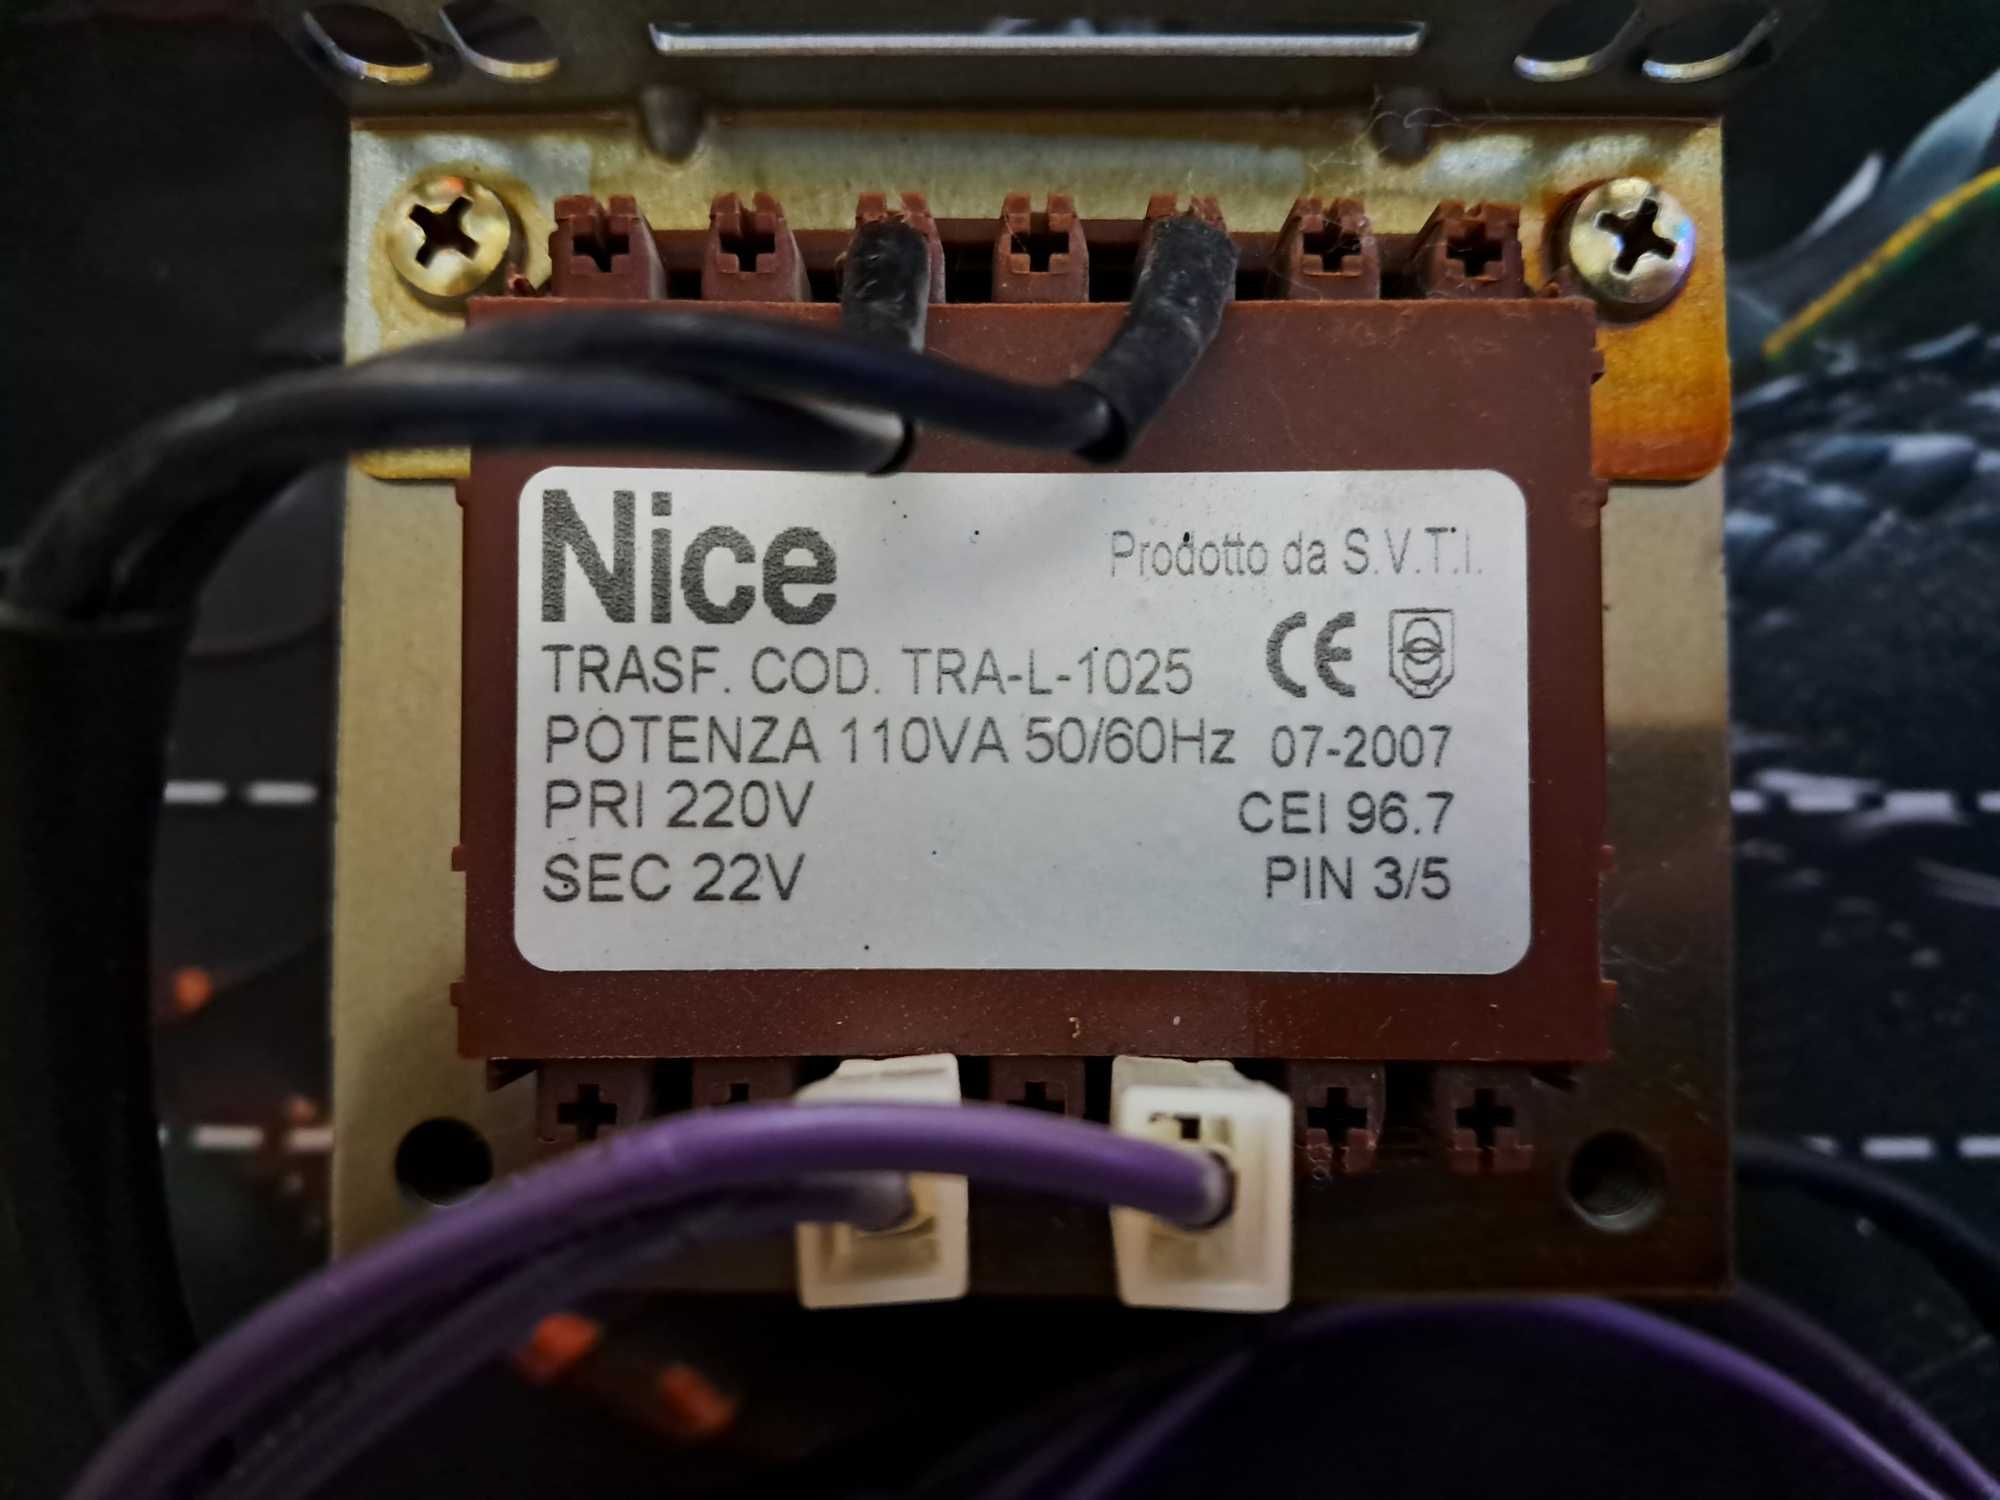 Nice
Prodotto da S.V.T.I.
TRASF. COD. TRA-L-1025
CE
POTENZA 110VA 50/60Hz 07-2007
PRI 220V
CEI 96.7
SEC 22V
PIN 3/5